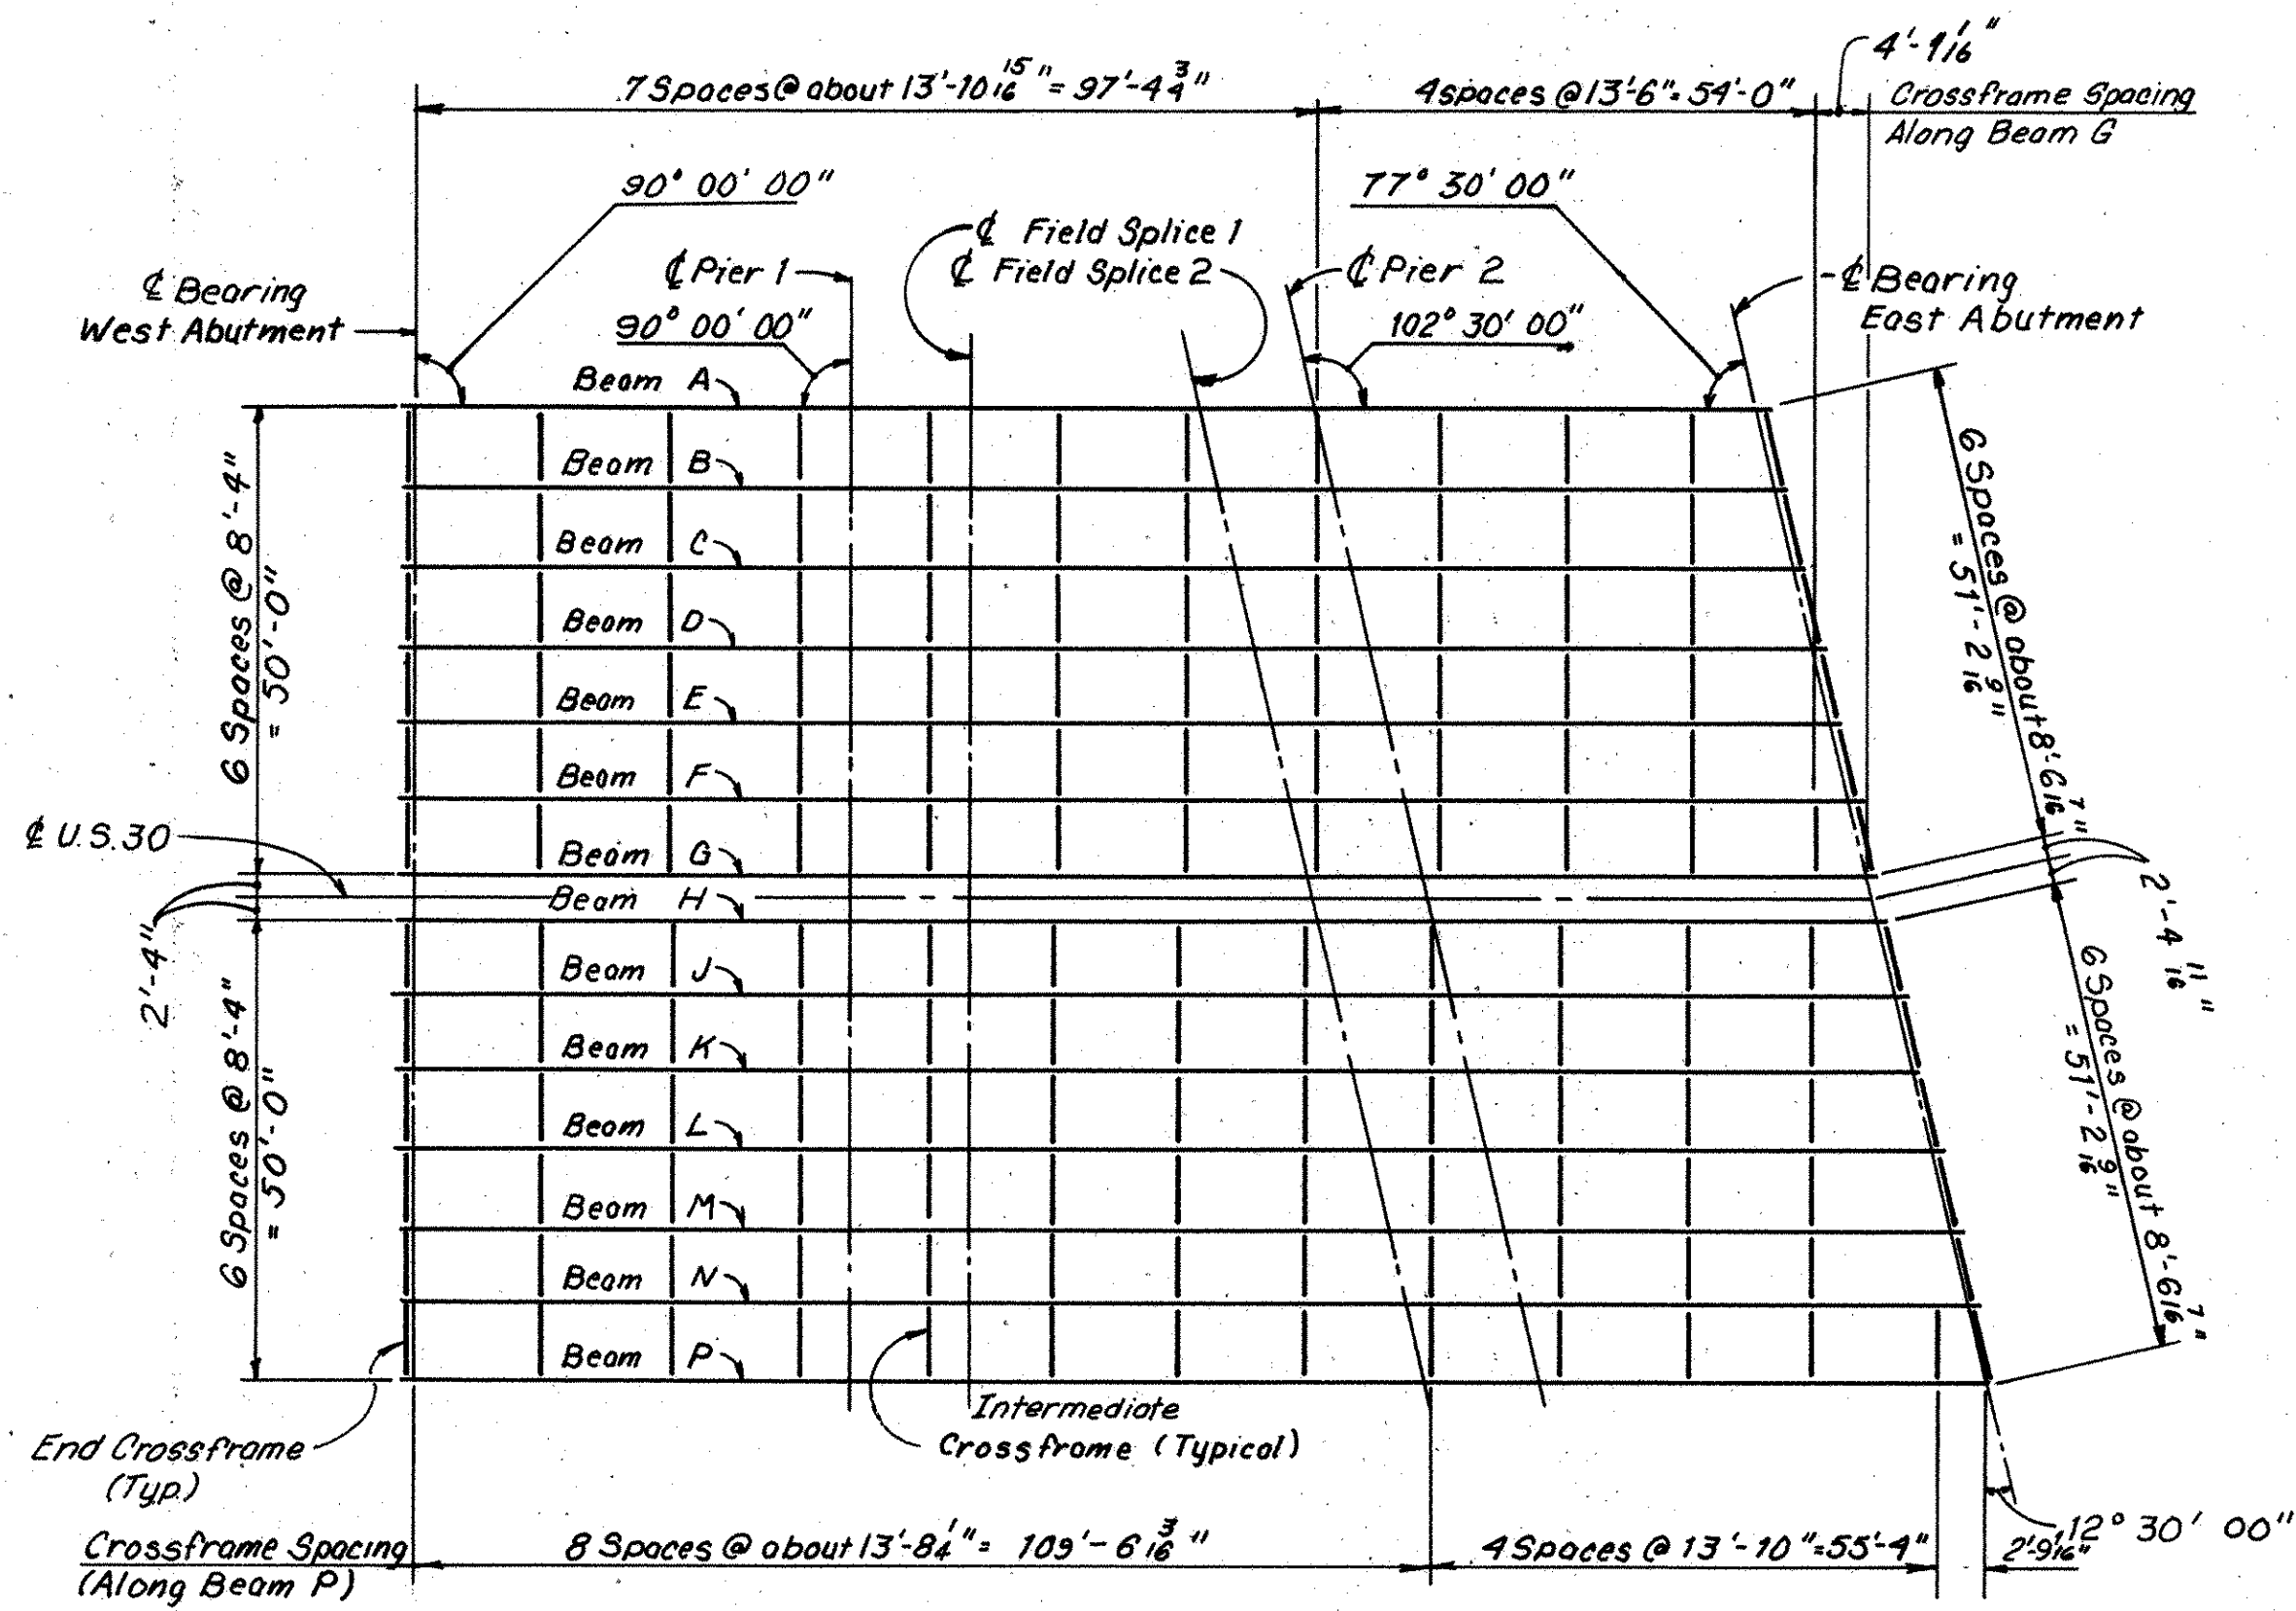 4'-1 1/16"
7 Spaces @ about 13'-10 15/16" = 97'-4 3/4"
4 spaces @ 13'-6" = 54'-0"
Crossframe Spacing
Along Beam G
90° 00' 00"
77° 30' 00"
℄ Field Splice 1
℄ Field Splice 2
℄ Pier 1
℄ Pier 2
℄ Bearing
West Abutment
℄ Bearing
East Abutment
90° 00' 00"
102° 30' 00"
Beam A
Beam B
Beam C
Beam D
Beam E
Beam F
Beam G
Beam H
Beam J
Beam K
Beam L
Beam M
Beam N
Beam P
6 Spaces @ 8'-4"
= 50'-0"
℄ U.S. 30
2'-4"
6 Spaces @ 8'-4"
= 50'-0"
6 Spaces @ about 8'-6 7/16"
= 51'-2 9/16"
2'-4 11/16"
6 Spaces @ about 8'-6 7/16"
= 51'-2 9/16"
End Crossframe
(Typ.)
Intermediate
Crossframe (Typical)
12° 30' 00"
Crossframe Spacing
(Along Beam P)
8 Spaces @ about 13'-8 1/4" = 109'-6 3/16"
4 Spaces @ 13'-10" = 55'-4"
2'-9 1/16"